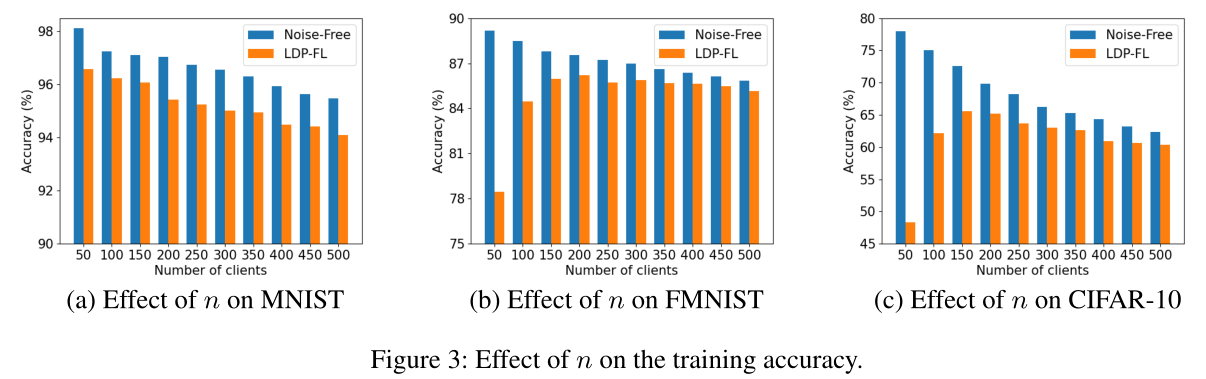 98
96
94
92
90
Accuracy (%)
Noise-Free
LDP-FL
50 100 150 200 250 300 350 400 450 500
Number of clients
(a) Effect of n on MNIST
90
87
84
81
78
75
Accuracy (%)
Noise-Free
LDP-FL
50 100 150 200 250 300 350 400 450 500
Number of clients
(b) Effect of n on FMNIST
80
75
70
65
60
55
50
45
Accuracy (%)
Noise-Free
LDP-FL
50 100 150 200 250 300 350 400 450 500
Number of clients
(c) Effect of n on CIFAR-10
Figure 3: Effect of n on the training accuracy.